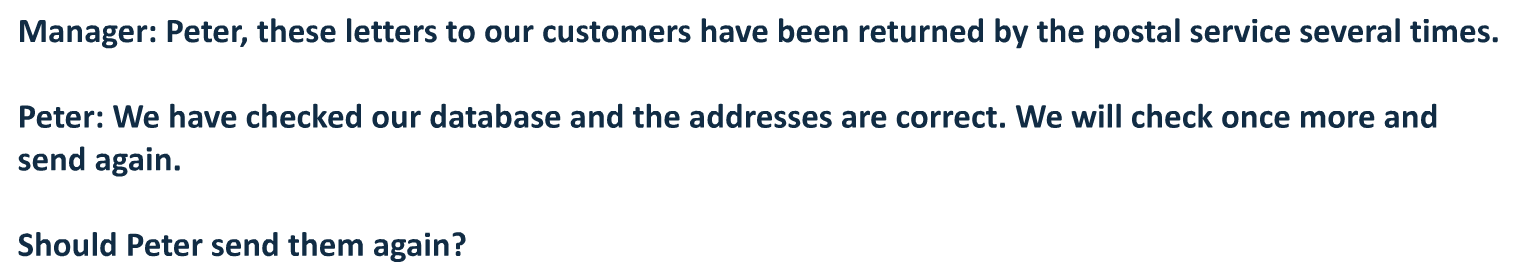 Manager: Peter, these letters to our customers have been returned by the postal service several times.
Peter: We have checked our database and the addresses are correct. We will check once more and
send again.
Should Peter send them again?